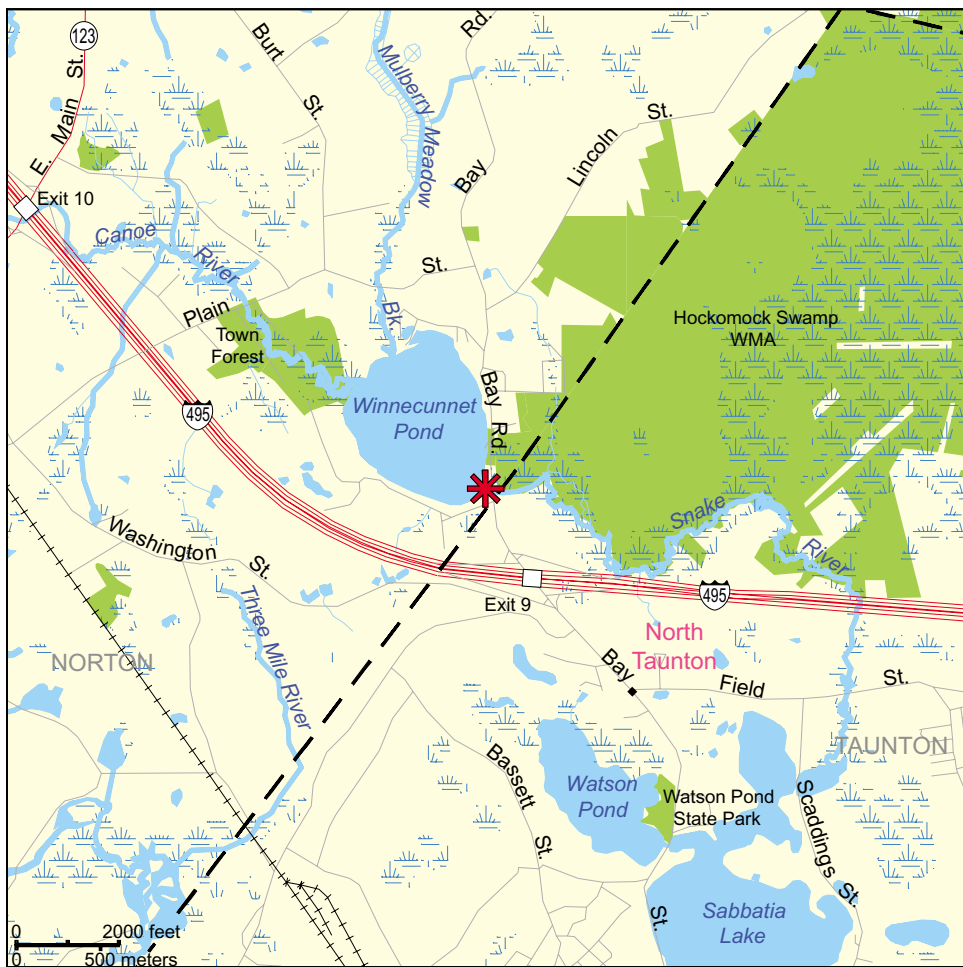 123
E. Main St.
Burt St.
Mulberry Meadow Bk.
Bay Rd.
Lincoln St.
Exit 10
Canoe River
Plain St.
Town
Forest
Hockomock Swamp
WMA
Winnecunnet
Pond
Bay Rd.
495
Snake River
Washington St.
Three Mile River
Exit 9
495
North
Taunton
NORTON
Bay St.
Field St.
TAUNTON
Bassett St.
Watson
Pond
Watson Pond
State Park
Scaddings St.
Sabbatia
Lake
0 2000 feet
0 500 meters